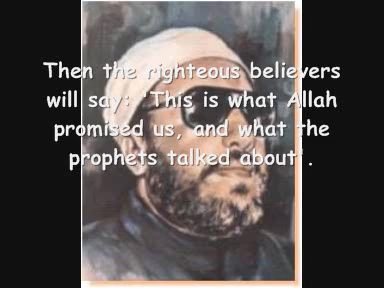 Then the righteous believers
will say: 'This is what Allah
promised us, and what the
prophets talked about'.